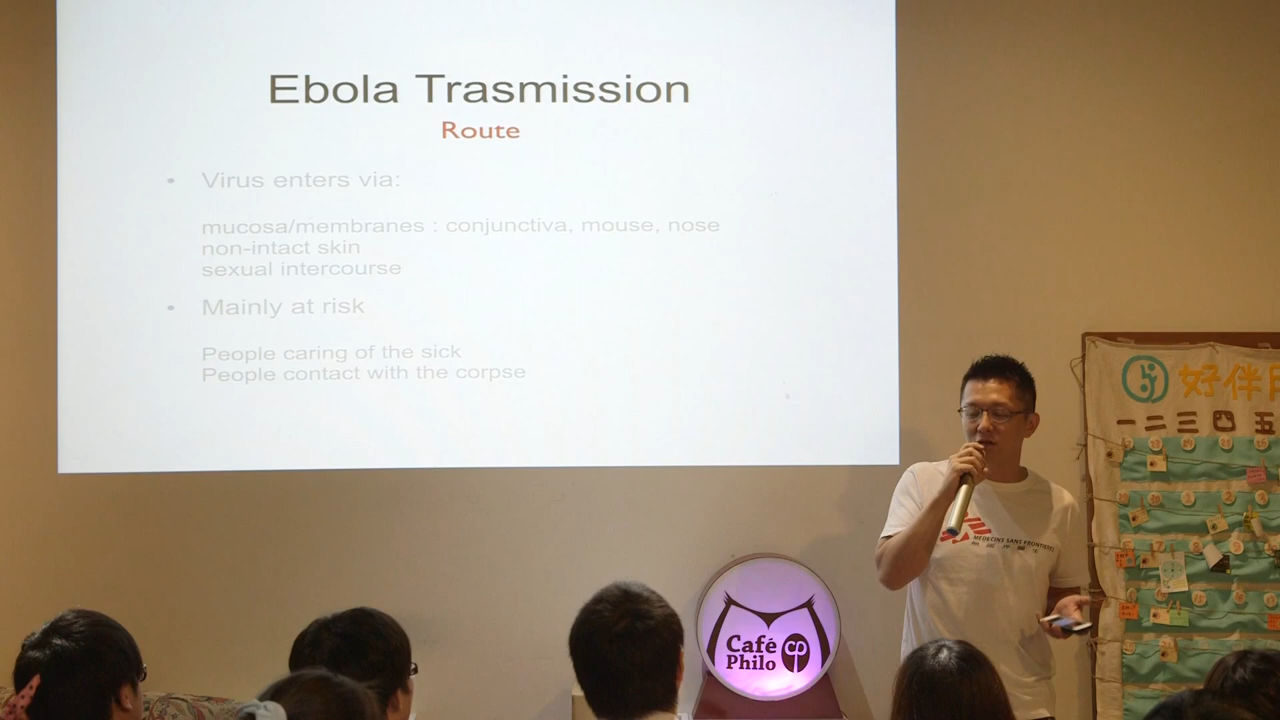 Ebola Trasmission
Route
• Virus enters via:
mucosa/membranes : conjunctiva, mouse, nose
non-intact skin
sexual intercourse
• Mainly at risk
People caring of the sick
People contact with the corpse
MEDECINS SANS FRONTIERES
Café
Philo
好伴
一 二 三 四 五